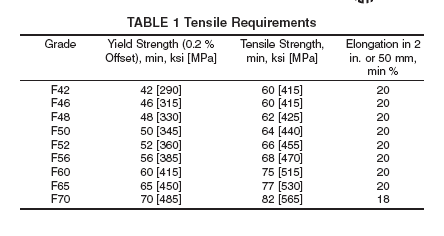 TABLE 1 Tensile Requirements
Grade Yield Strength (0.2 % Tensile Strength, Elongation in 2
Offset), min, ksi [MPa] min, ksi [MPa] in. or 50 mm,
min %
F42 42 [290] 60 [415] 20
F46 46 [315] 60 [415] 20
F48 48 [330] 62 [425] 20
F50 50 [345] 64 [440] 20
F52 52 [360] 66 [455] 20
F56 56 [385] 68 [470] 20
F60 60 [415] 75 [515] 20
F65 65 [450] 77 [530] 20
F70 70 [485] 82 [565] 18